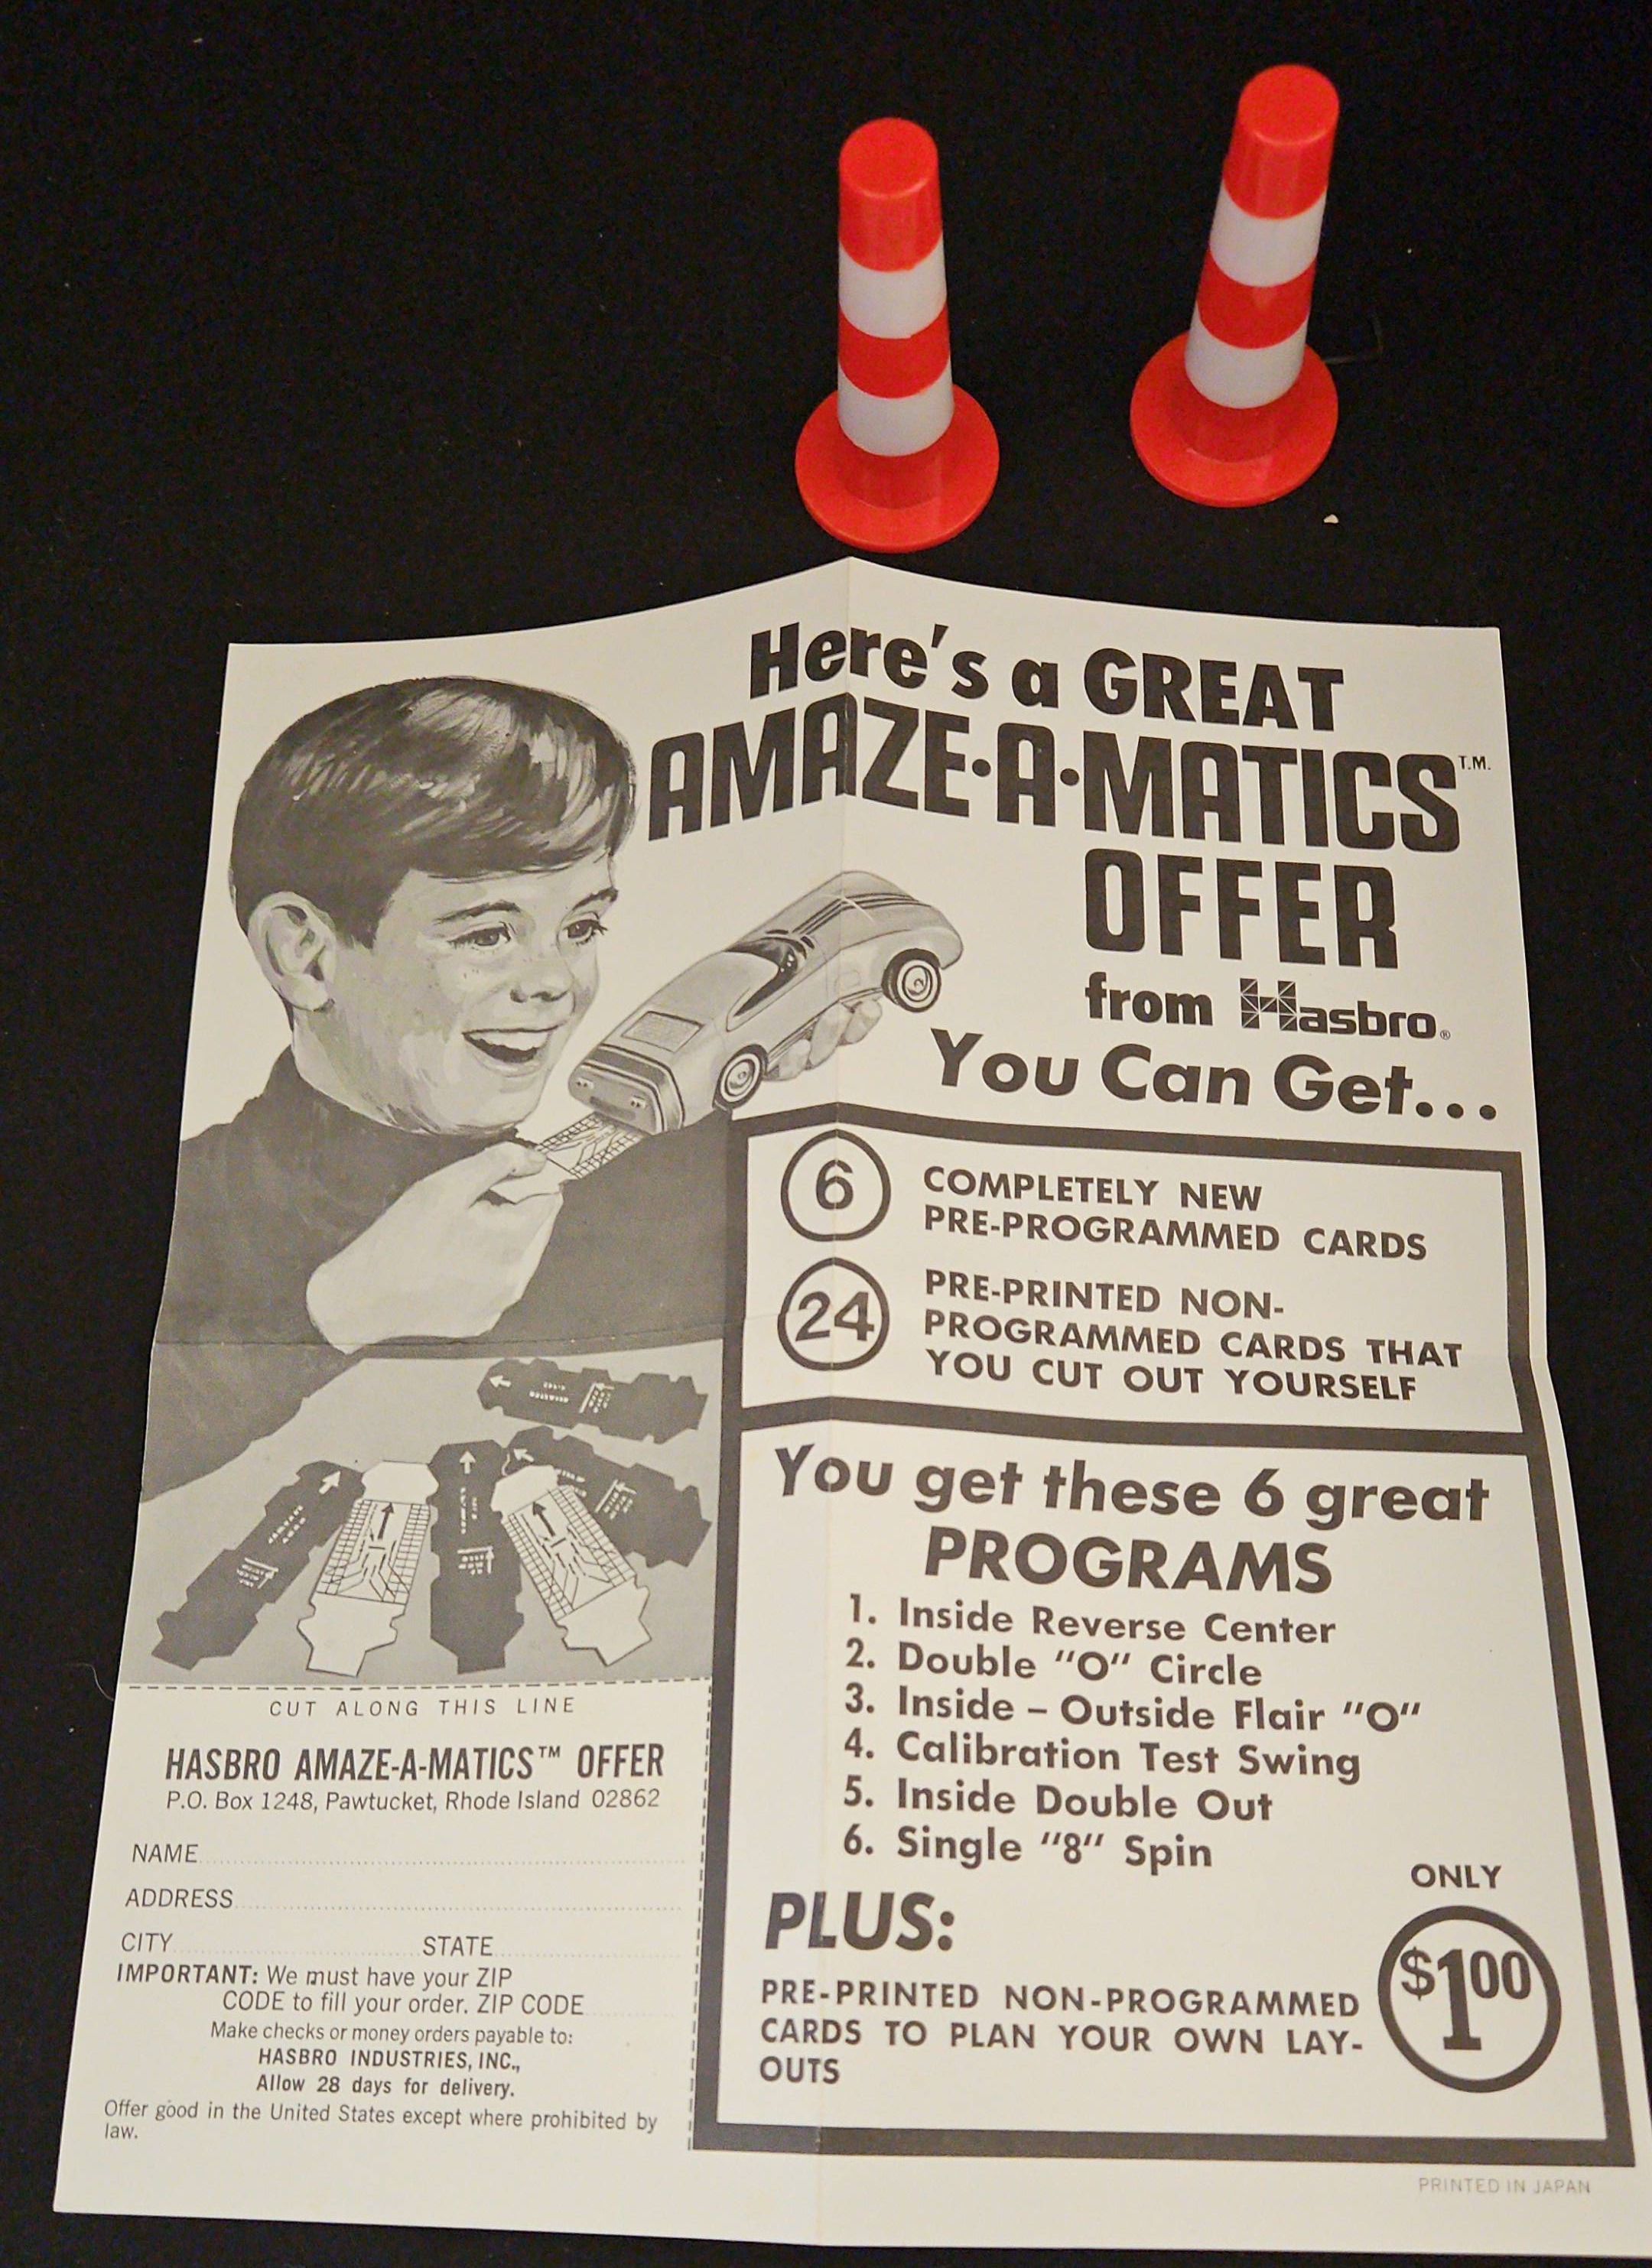 Here's a GREAT
AMAZE·A·MATICS T.M.
OFFER
from Hasbro®
You Can Get...
6 COMPLETELY NEW
PRE-PROGRAMMED CARDS
24 PRE-PRINTED NON-
PROGRAMMED CARDS THAT
YOU CUT OUT YOURSELF
You get these 6 great
PROGRAMS
1. Inside Reverse Center
2. Double "O" Circle
3. Inside – Outside Flair "O"
4. Calibration Test Swing
5. Inside Double Out
6. Single "8" Spin
PLUS:
PRE-PRINTED NON-PROGRAMMED
CARDS TO PLAN YOUR OWN LAY-
OUTS
ONLY
$1.00
CUT ALONG THIS LINE
HASBRO AMAZE-A-MATICS™ OFFER
P.O. Box 1248, Pawtucket, Rhode Island 02862
NAME
ADDRESS
CITY STATE
IMPORTANT: We must have your ZIP
CODE to fill your order. ZIP CODE
Make checks or money orders payable to:
HASBRO INDUSTRIES, INC.,
Allow 28 days for delivery.
Offer good in the United States except where prohibited by
law.
PRINTED IN JAPAN